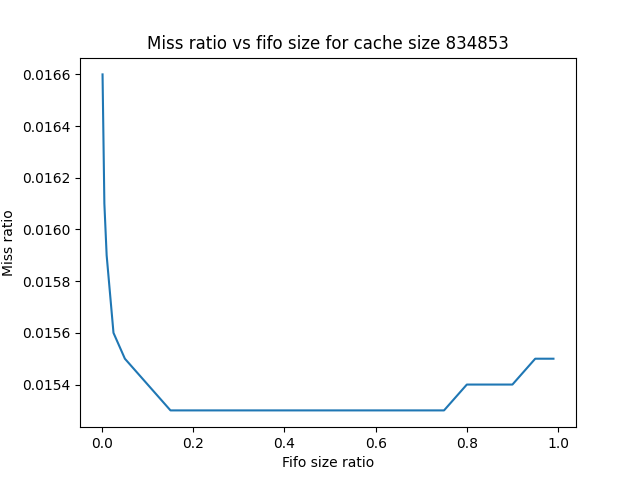 Miss ratio vs fifo size for cache size 834853
0.0166
0.0164
0.0162
0.0160
0.0158
0.0156
0.0154
Miss ratio
0.0 0.2 0.4 0.6 0.8 1.0
Fifo size ratio